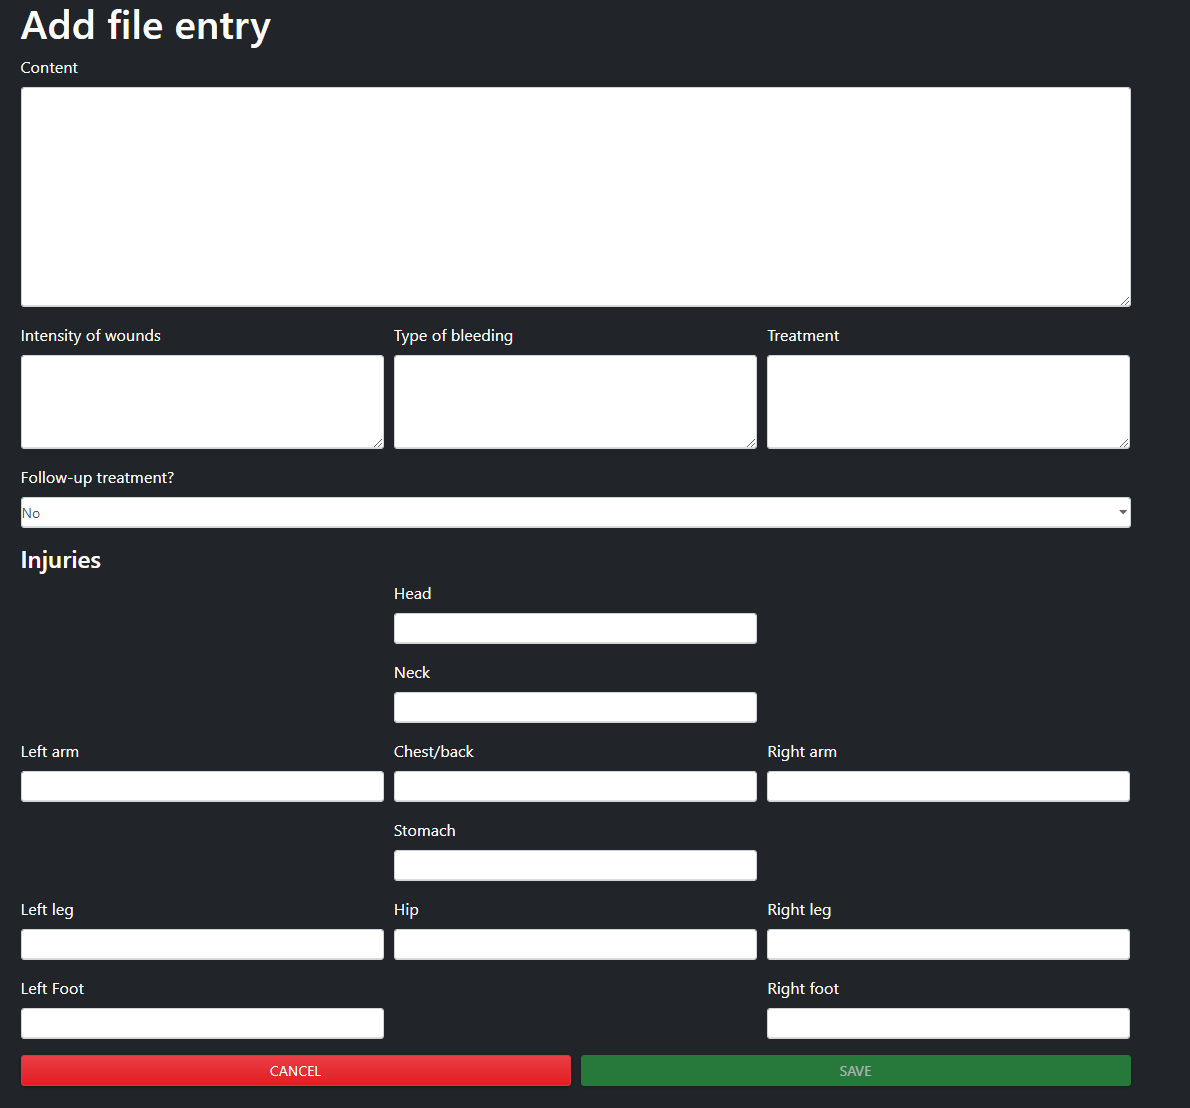 Add file entry
Content
Intensity of wounds Type of bleeding Treatment
Follow-up treatment?
No
Injuries
Head
Neck
Left arm Chest/back Right arm
Stomach
Left leg Hip Right leg
Left Foot Right foot
CANCEL SAVE